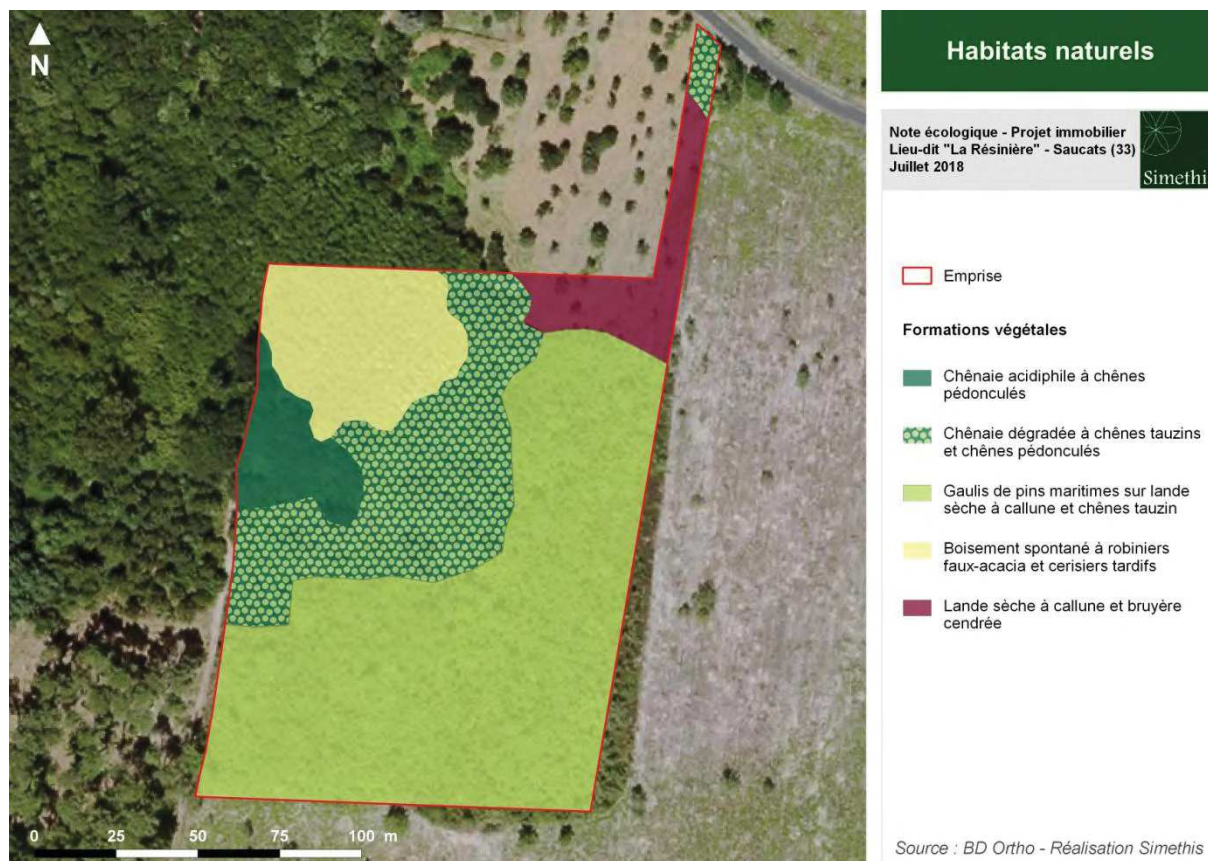 N
0 25 50 75 100 m
Habitats naturels
Note écologique - Projet immobilier
Lieu-dit "La Résinière" - Saucats (33)
Juillet 2018
Simethis
Emprise
Formations végétales
Chênaie acidiphile à chênes
pédonculés
Chênaie dégradée à chênes tauzins
et chênes pédonculés
Gaulis de pins maritimes sur lande
sèche à callune et chênes tauzin
Boisement spontané à robiniers
faux-acacia et cerisiers tardifs
Lande sèche à callune et bruyère
cendrée
Source : BD Ortho - Réalisation Simethis